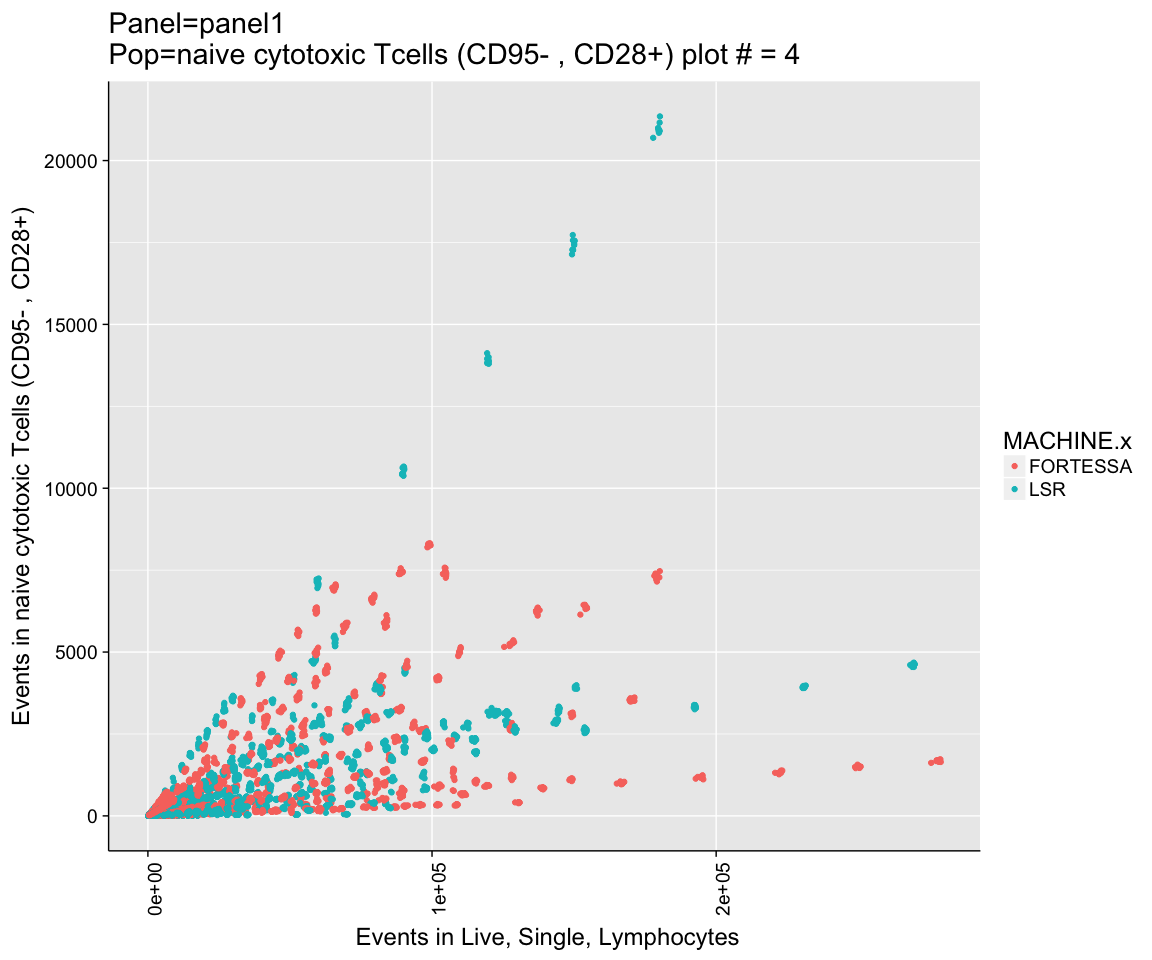 Panel=panel1
Pop=naive cytotoxic Tcells (CD95- , CD28+) plot # = 4
Events in naive cytotoxic Tcells (CD95- , CD28+)
20000
15000
10000
5000
0
0e+00
1e+05
2e+05
Events in Live, Single, Lymphocytes
MACHINE.x
FORTESSA
LSR